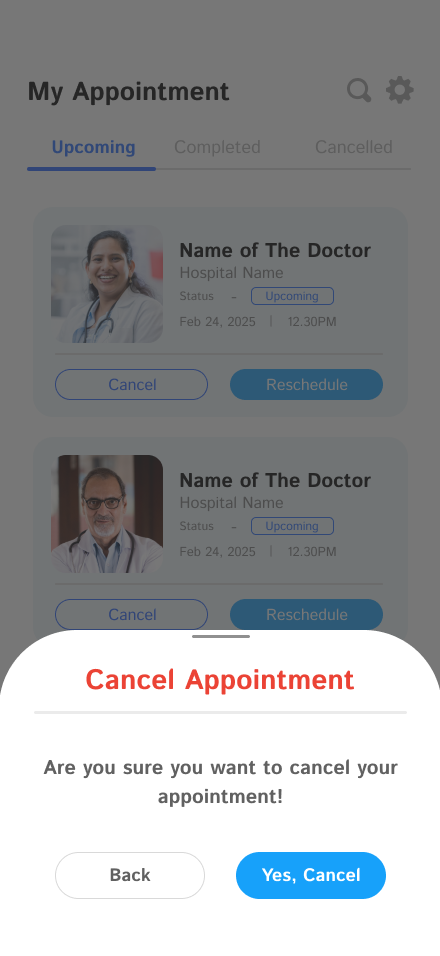 My Appointment
Upcoming Completed Cancelled
Name of The Doctor
Hospital Name
Status - Upcoming
Feb 24, 2025 | 12.30PM
Cancel Reschedule
Name of The Doctor
Hospital Name
Status - Upcoming
Feb 24, 2025 | 12.30PM
Cancel Reschedule
Cancel Appointment
Are you sure you want to cancel your
appointment!
Back Yes, Cancel